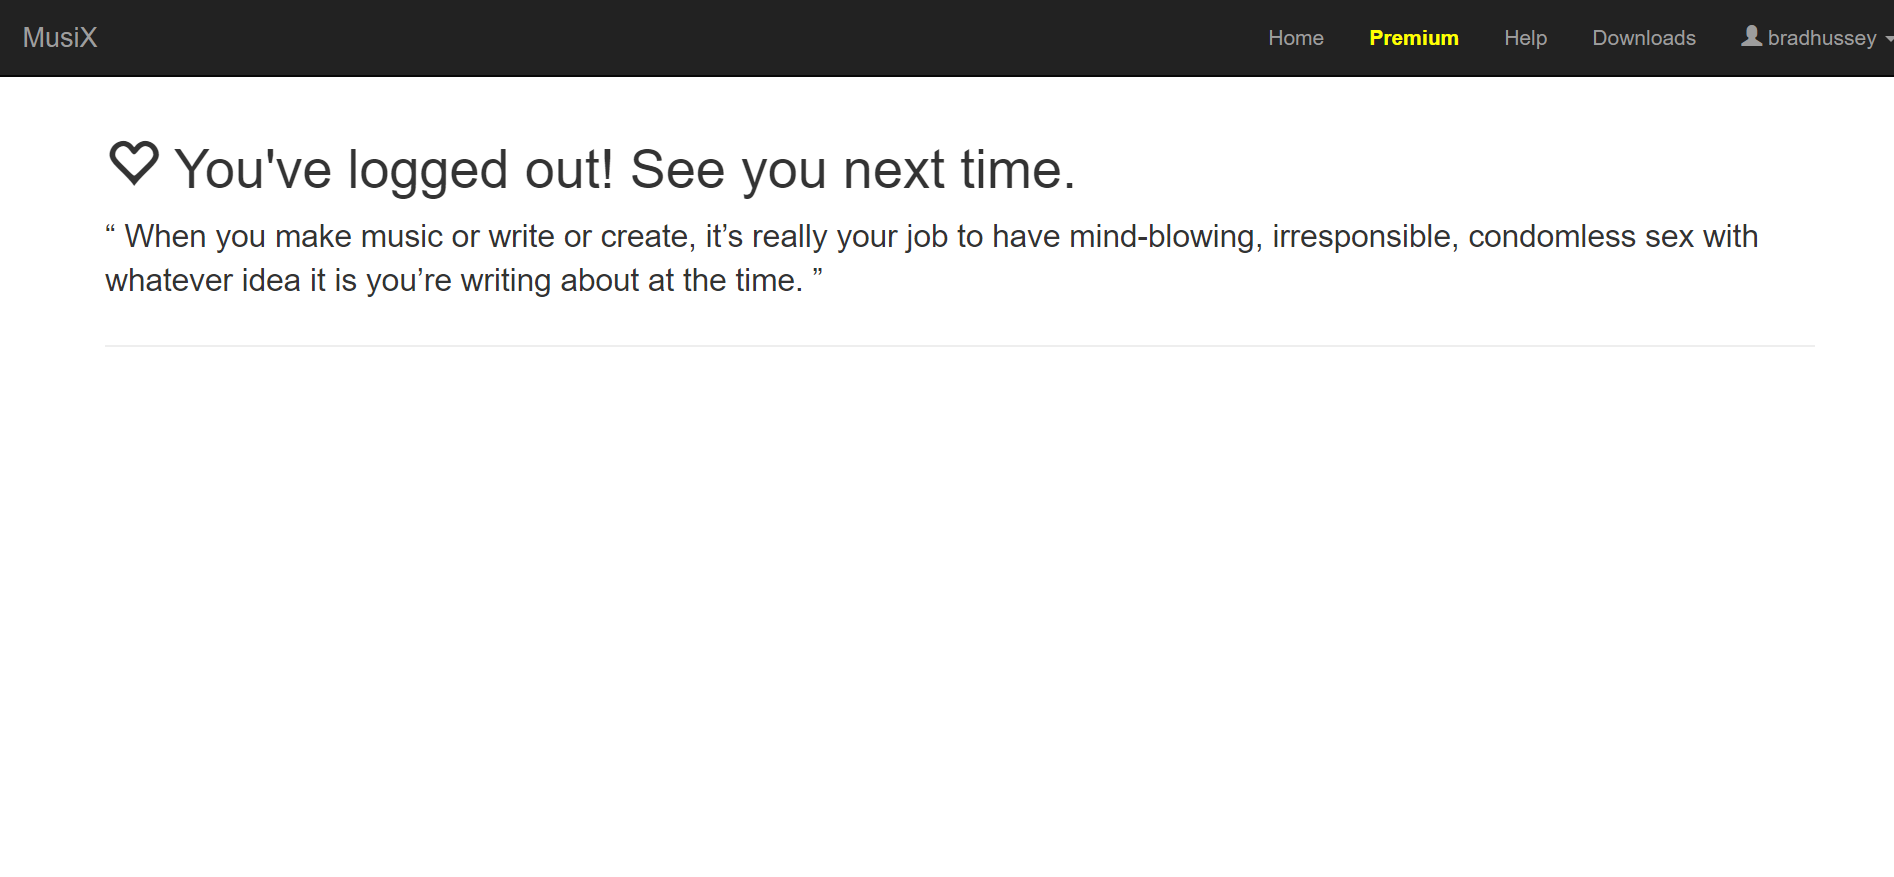 MusiX Home Premium Help Downloads bradhussey
You've logged out! See you next time.
“ When you make music or write or create, it’s really your job to have mind-blowing, irresponsible, condomless sex with
whatever idea it is you’re writing about at the time. ”